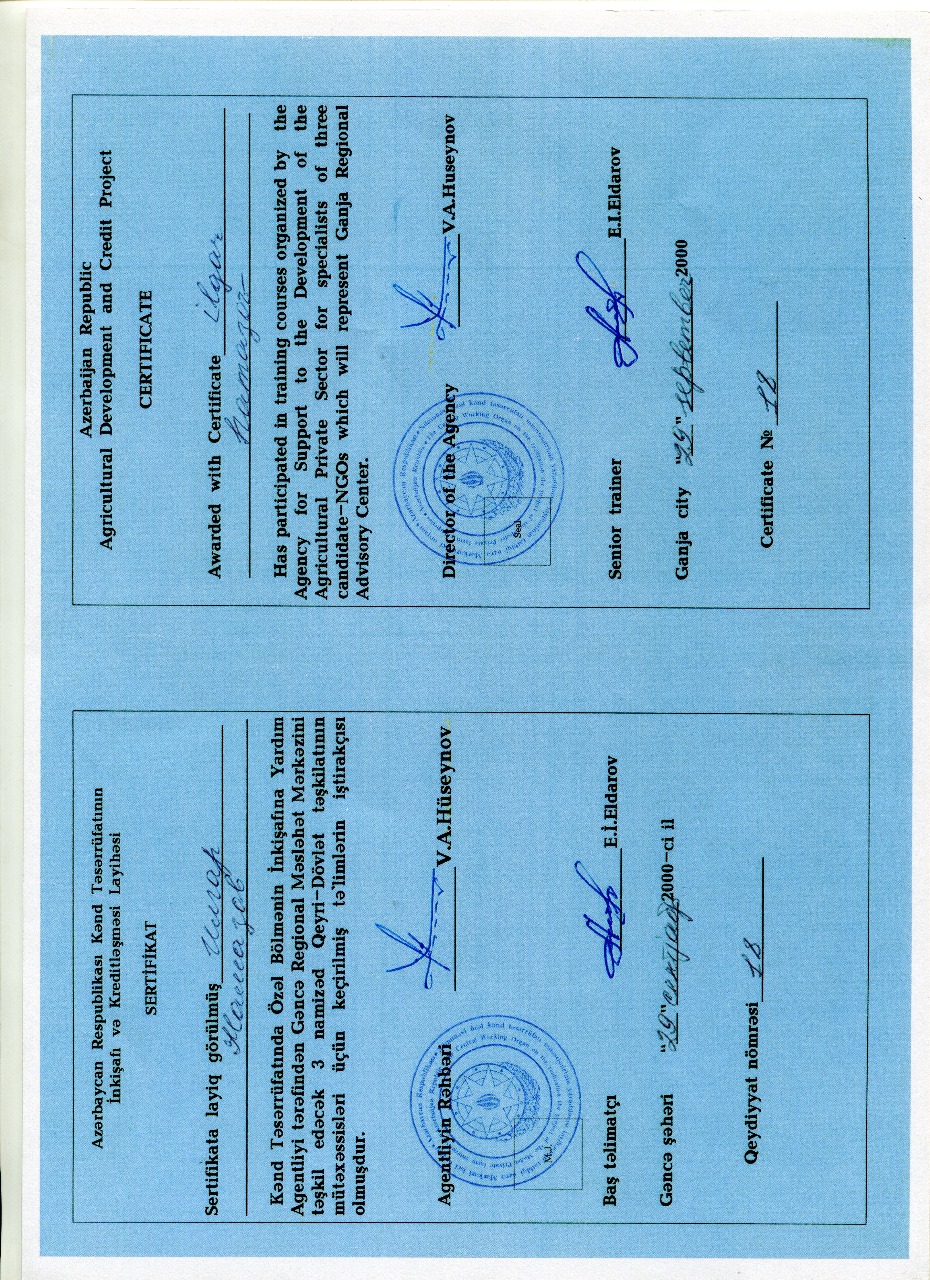 Azərbaycan Respublikası Kənd Təsərrüfatının
İnkişafı və Kreditləşməsi Layihəsi
SERTİFİKAT
Sertifikata layiq görülmüş Илгар
Намазов
Kənd Təsərrüfatında Özəl Bölmənin İnkişafına Yardım
Agentliyi tərəfindən Gəncə Regional Məsləhət Mərkəzini
təşkil edəcək 3 namizəd Qeyri-Dövlət təşkilatının
mütəxəssisləri üçün keçirilmiş tə'limlərin iştirakçısı
olmuşdur.
Agentliyin Rəhbəri V.A.Hüseynov
M.J.
Baş təlimatçı E.İ.Eldarov
Gəncə şəhəri "29" 2000-ci il
Qeydiyyat nömrəsi 18
Azerbaijan Republic
Agricultural Development and Credit Project
CERTIFICATE
Awarded with Certificate Ilgar
Namazov
Has participated in training courses organized by the
Agency for Support to the Development of the
Agricultural Private Sector for specialists of three
candidate-NGOs which will represent Ganja Regional
Advisory Center.
Director of the Agency V.A.Huseynov
Seal
Senior trainer E.I.Eldarov
Ganja city "29" september 2000
Certificate № 18